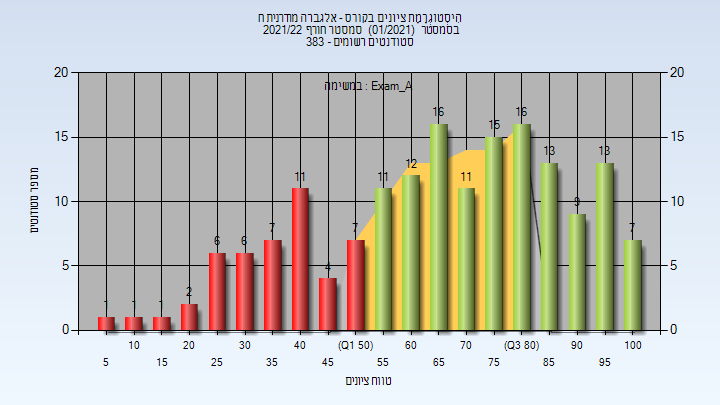 היסטוגרמת ציונים בקורס - אלגברה מודרנית ח
בסמסטר (01/2021) סמסטר חורף 2021/22
סטודנטים רשומים - 383
במשימה : Exam_A
מספר סטודנטים
20 20
15 15
10 10
5 5
0 0
1 1 1 2 6 6 7 11 4 7 11 12 16 11 15 16 13 9 13 7
10 20 30 40 (Q1 50) 60 70 (Q3 80) 90 100
5 15 25 35 45 55 65 75 85 95
טווח ציונים